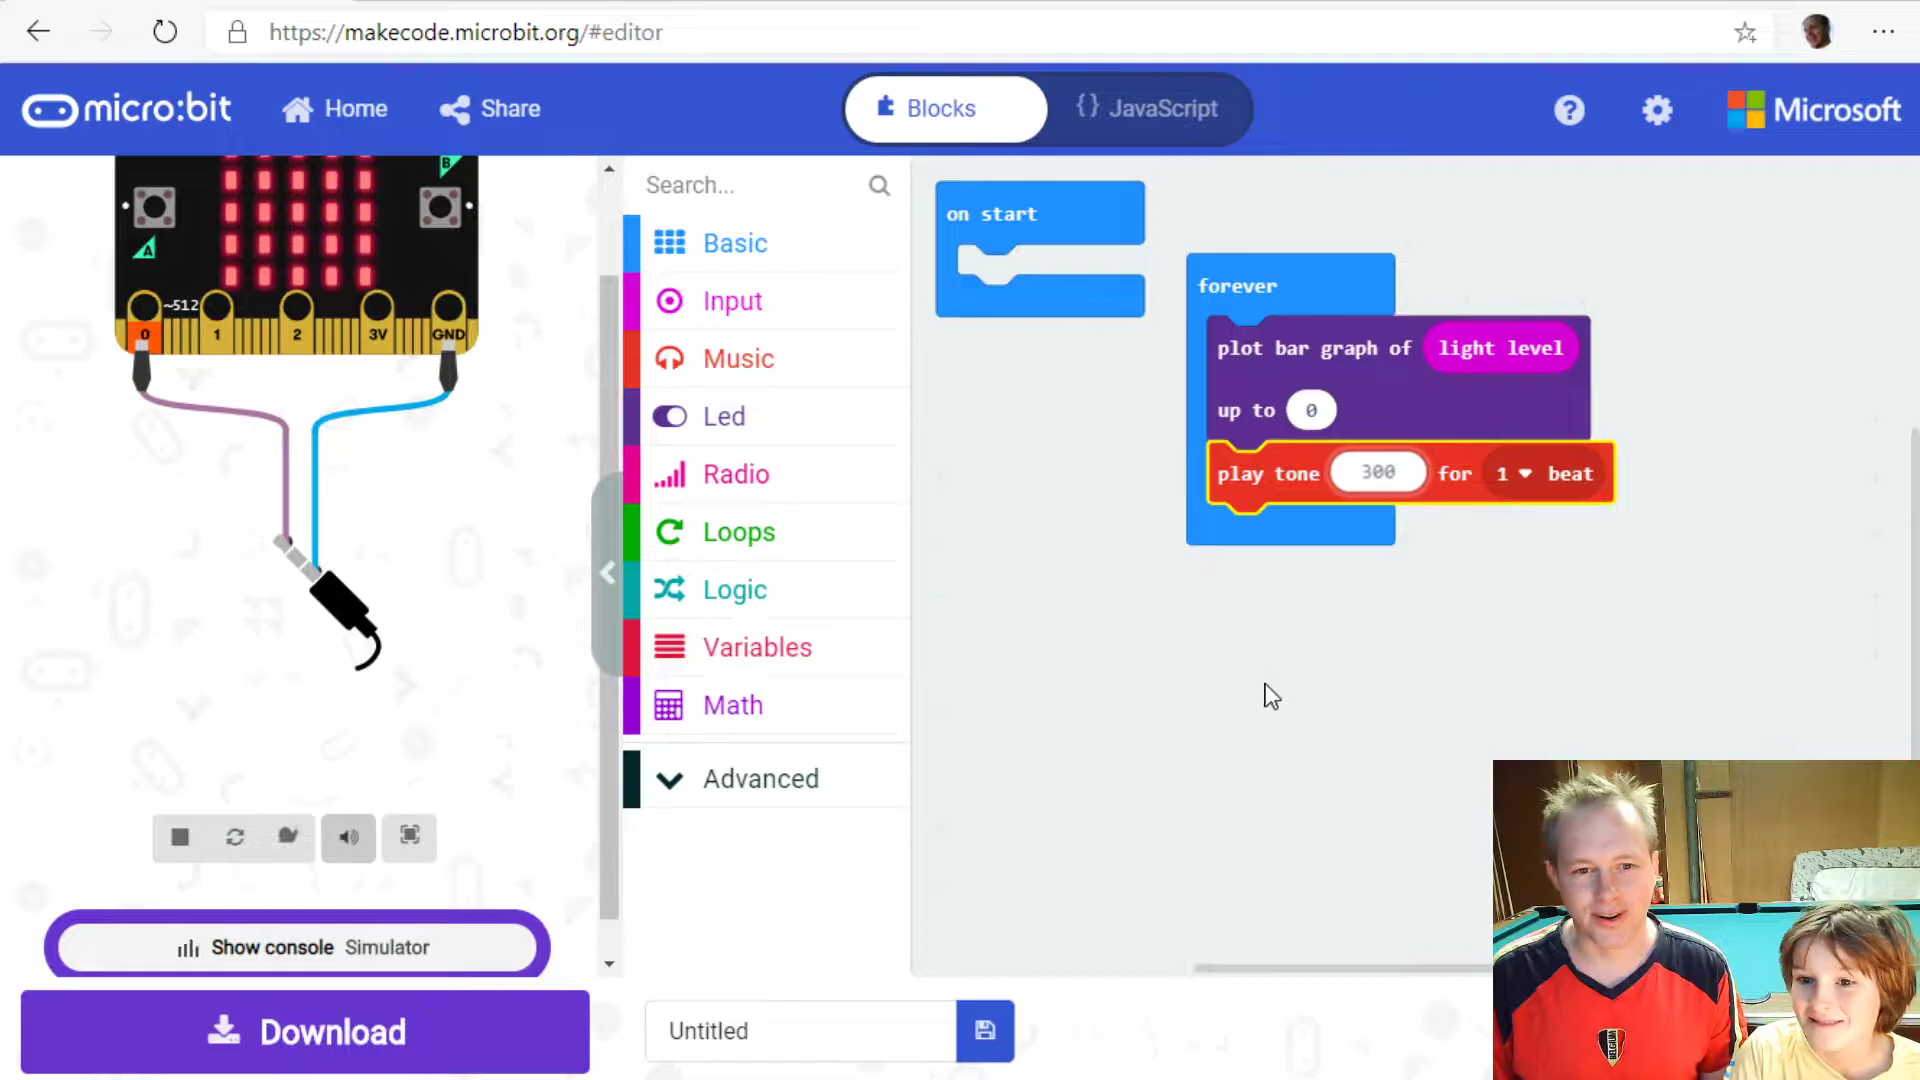 https://makecode.microbit.org/#editor
micro:bit
Home
Share
Blocks
{} JavaScript
?
Microsoft
B
A
~512
0 1 2 3V GND
Show console Simulator
Download
Search...
Basic
Input
Music
Led
Radio
Loops
Logic
Variables
Math
Advanced
on start
forever
plot bar graph of light level
up to 0
play tone 300 for 1 beat
Untitled
BELGIUM